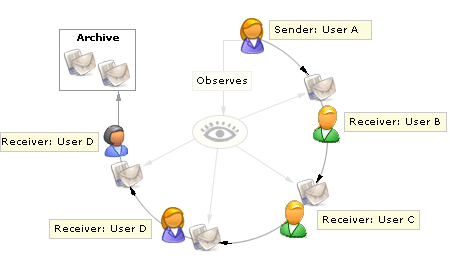 Archive
Sender: User A
Observes
Receiver: User B
Receiver: User D
Receiver: User C
Receiver: User D